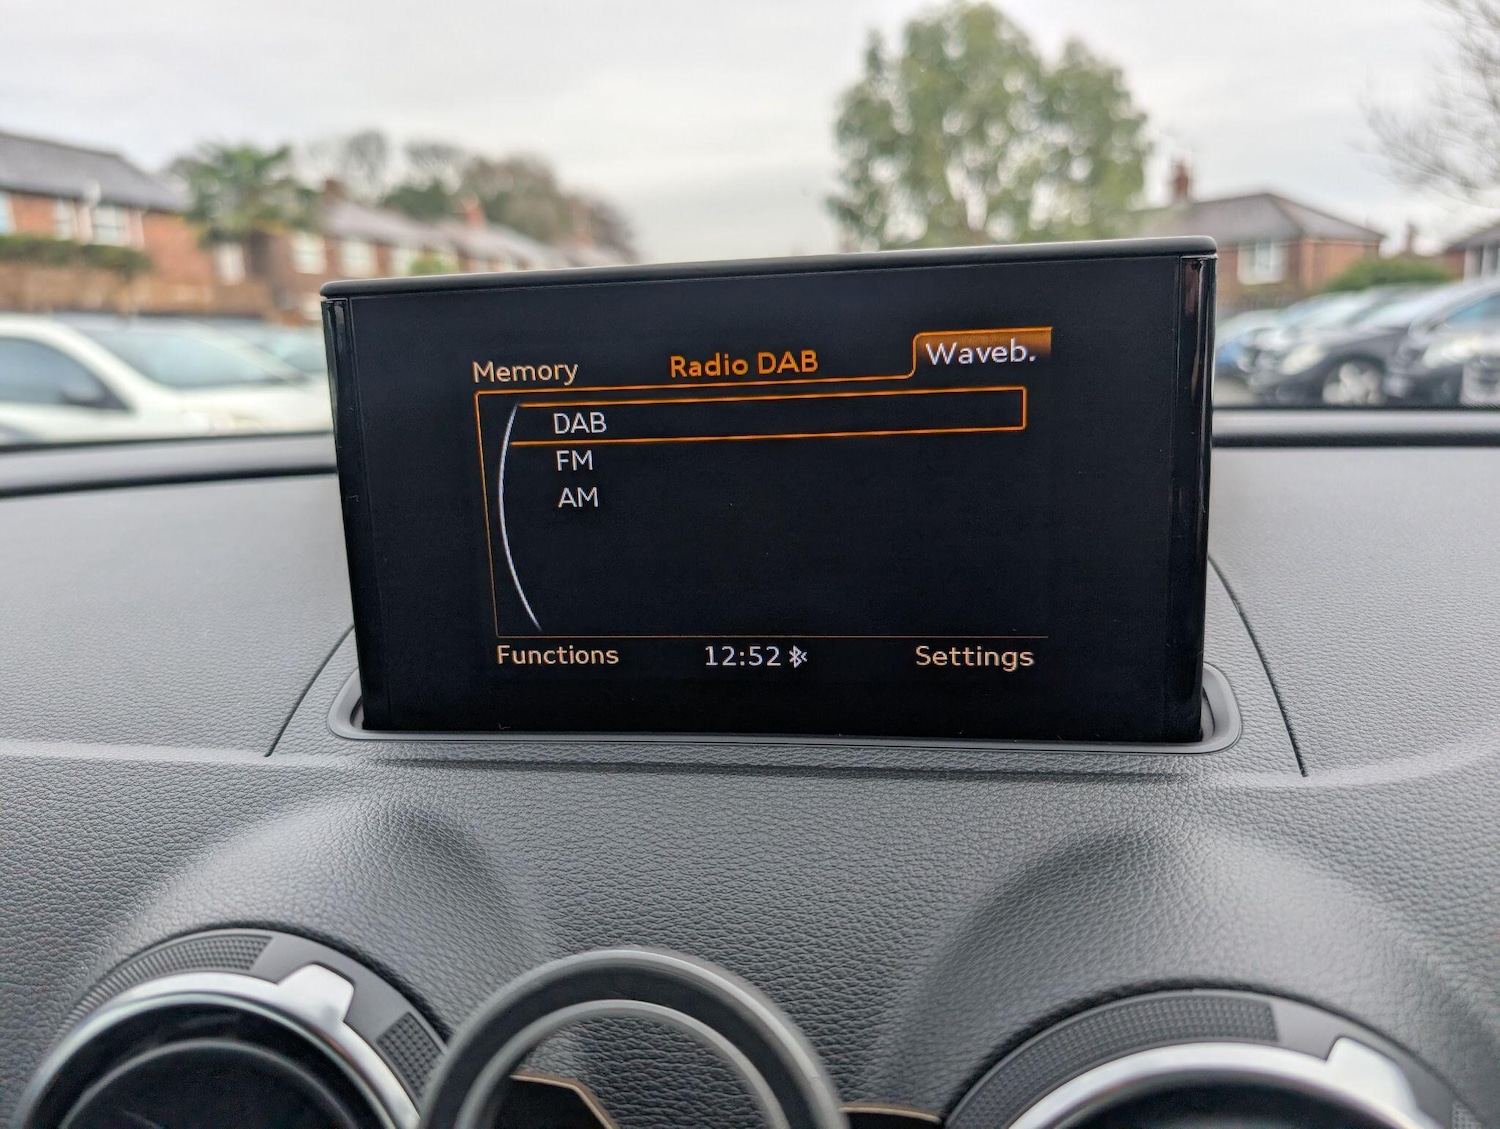 Memory Radio DAB Waveb.
DAB
FM
AM
Functions 12:52 Settings